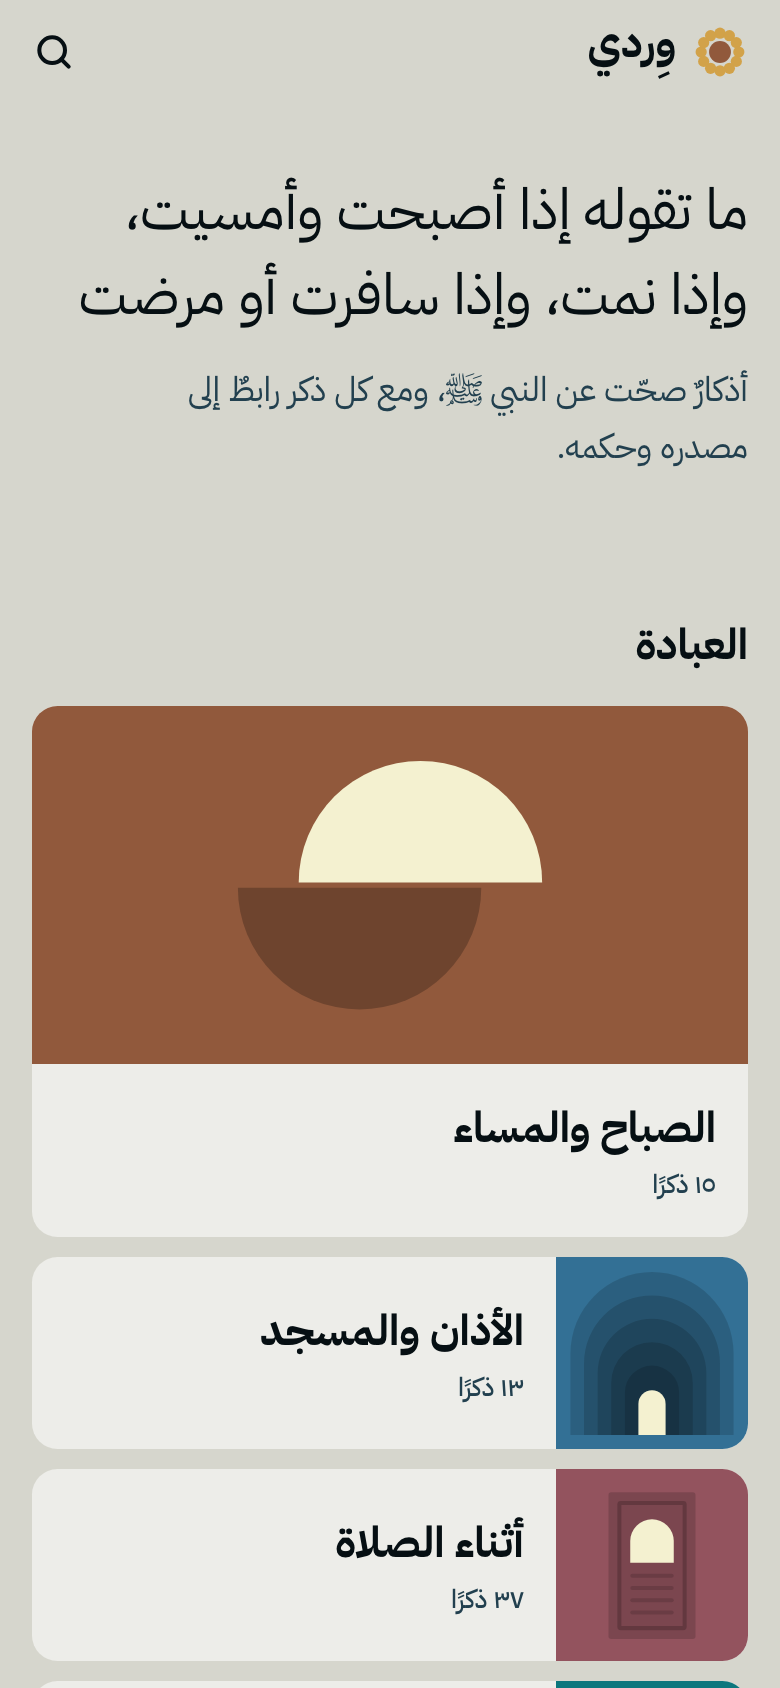 وِردي
ما تقوله إذا أصبحت وأمسيت،
وإذا نمت، وإذا سافرت أو مرضت
أذكارٌ صحّت عن النبي ﷺ، ومع كل ذكر رابطٌ إلى
مصدره وحكمه.
العبادة
الصباح والمساء
١٥ ذكرًا
الأذان والمسجد
١٣ ذكرًا
أثناء الصلاة
٣٧ ذكرًا